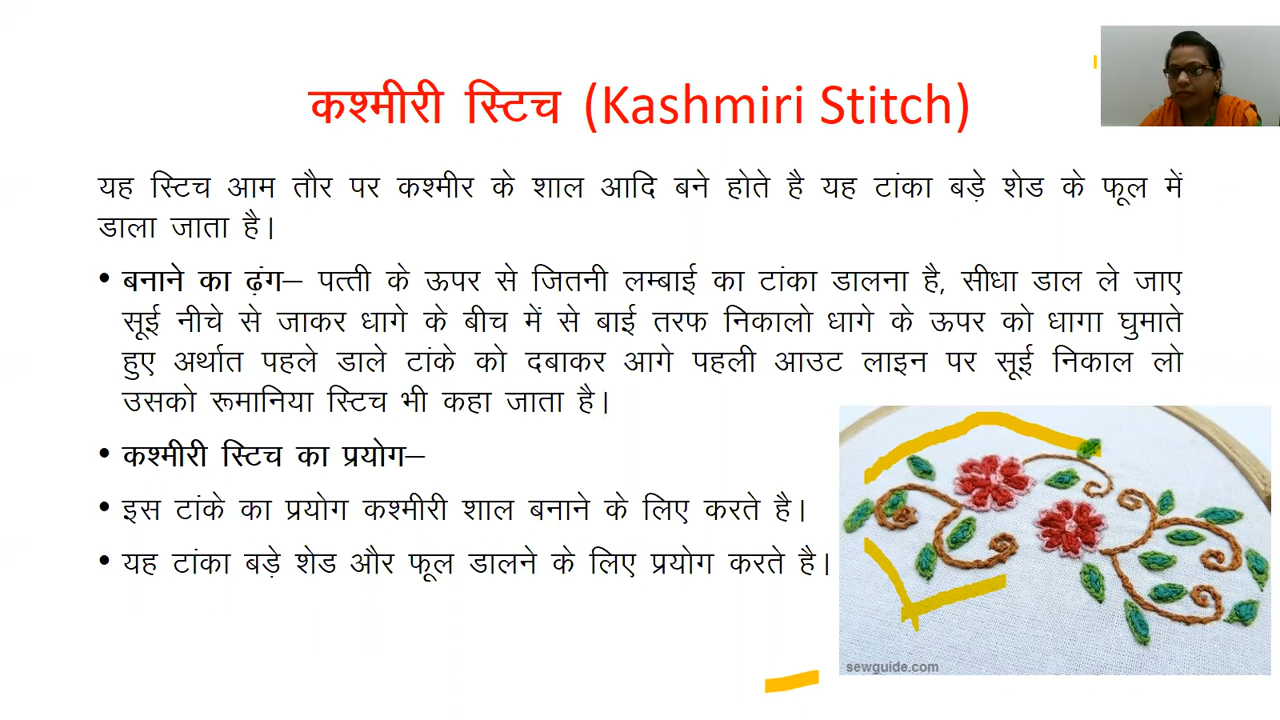 कश्मीरी स्टिच (Kashmiri Stitch)
यह स्टिच आम तौर पर कश्मीर के शाल आदि बने होते है यह टांका बड़े शेड के फूल में
डाला जाता है।
• बनाने का ढ़ंग– पत्ती के ऊपर से जितनी लम्बाई का टांका डालना है, सीधा डाल ले जाए
सूई नीचे से जाकर धागे के बीच में से बाई तरफ निकालो धागे के ऊपर को धागा घुमाते
हुए अर्थात पहले डाले टांके को दबाकर आगे पहली आउट लाइन पर सूई निकाल लो
उसको रूमानिया स्टिच भी कहा जाता है।
• कश्मीरी स्टिच का प्रयोग–
• इस टांके का प्रयोग कश्मीरी शाल बनाने के लिए करते है।
• यह टांका बड़े शेड और फूल डालने के लिए प्रयोग करते है।
sewguide.com